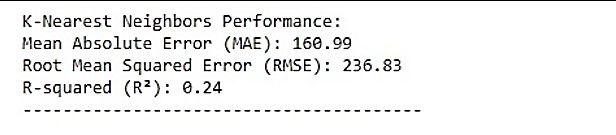 K-Nearest Neighbors Performance:
Mean Absolute Error (MAE): 160.99
Root Mean Squared Error (RMSE): 236.83
R-squared (R²): 0.24
----------------------------------------